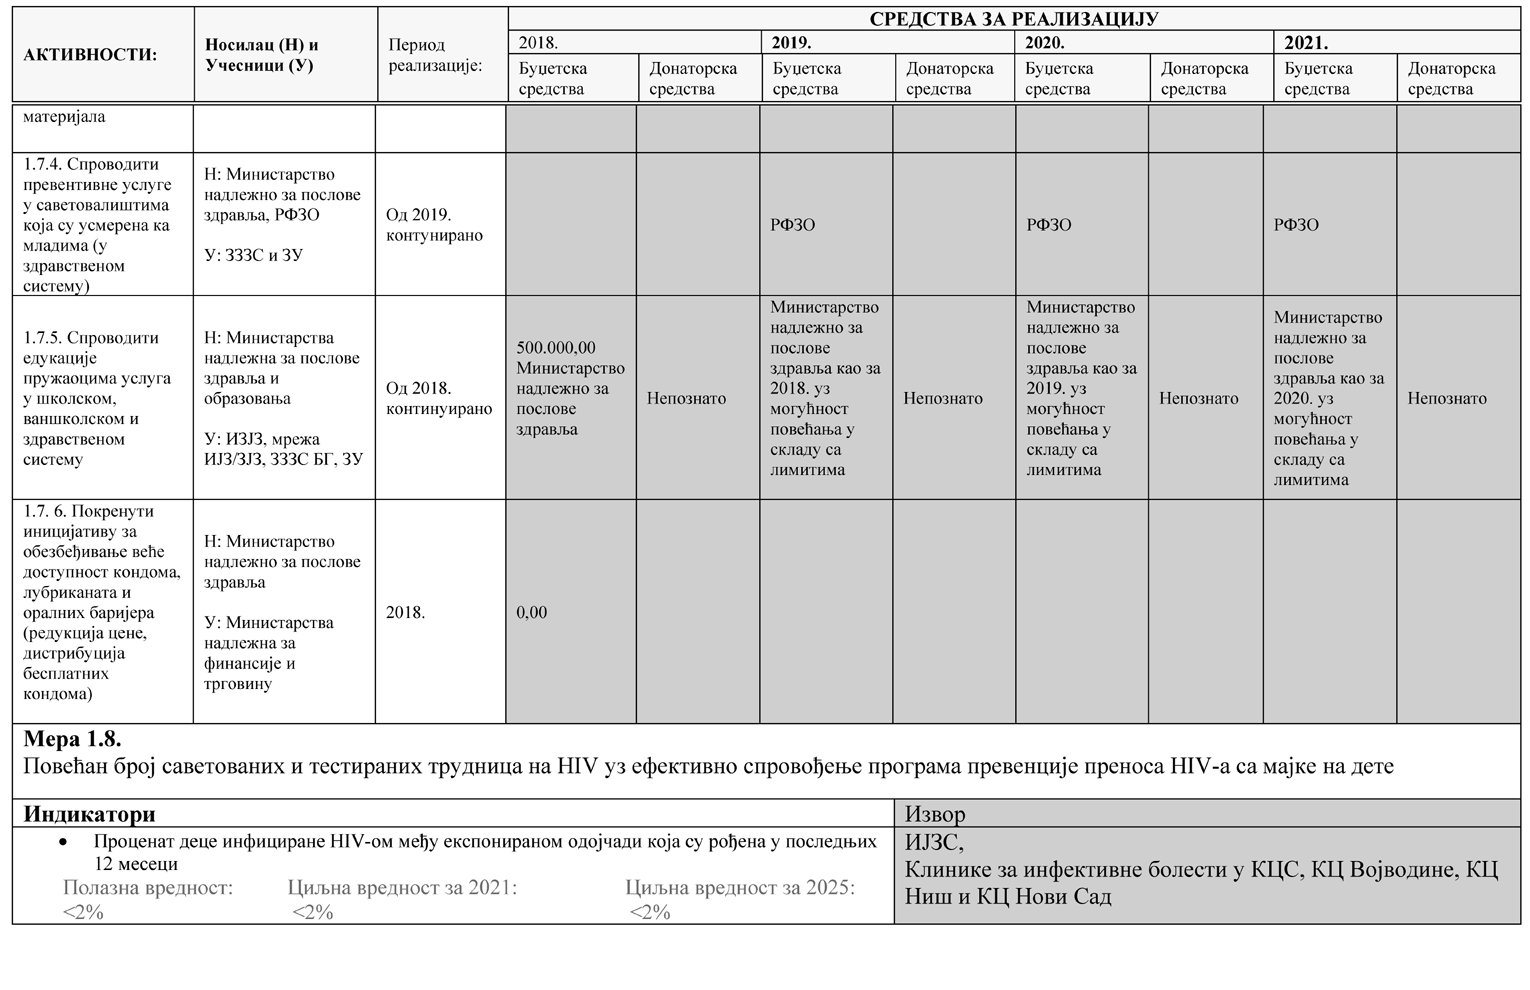 АКТИВНОСТИ:
Носилац (Н) и
Учесници (У)
Период
реализације:
СРЕДСТВА ЗА РЕАЛИЗАЦИЈУ
2018.
2019.
2020.
2021.
Буџетска
средства
Донаторска
средства
Буџетска
средства
Донаторска
средства
Буџетска
средства
Донаторска
средства
Буџетска
средства
Донаторска
средства
материјала
1.7.4. Спроводити
превентивне услуге
у саветовалиштима
која су усмерена ка
младима (у
здравственом
систему)
Н: Министарство
надлежно за послове
здравља, РФЗО
У: ЗЗЗС и ЗУ
Од 2019.
контунирано
РФЗО
РФЗО
РФЗО
1.7.5. Спроводити
едукације
пружаоцима услуга
у школском,
ваншколском и
здравственом
систему
Н: Министарства
надлежна за послове
здравља и
образовања
У: ИЗЈЗ, мрежа
ИЈЗ/ЗЈЗ, ЗЗЗС БГ, ЗУ
Од 2018.
континуирано
500.000,00
Министарство
надлежно за
послове
здравља
Непознато
Министарство
надлежно за
послове
здравља као за
2018. уз
могућност
повећања у
складу са
лимитима
Непознато
Министарство
надлежно за
послове
здравља као за
2019. уз
могућност
повећања у
складу са
лимитима
Непознато
Министарство
надлежно за
послове
здравља као за
2020. уз
могућност
повећања у
складу са
лимитима
Непознато
1.7. 6. Покренути
иницијативу за
обезбеђивање веће
доступност кондома,
лубриканата и
оралних баријера
(редукција цене,
дистрибуција
бесплатних
кондома)
Н: Министарство
надлежно за послове
здравља
У: Министарства
надлежна за
финансије и
трговину
2018.
0,00
Мера 1.8.
Повећан број саветованих и тестираних трудница на HIV уз ефективно спровођење програма превенције преноса HIV-а са мајке на дете
Индикатори
Извор
• Проценат деце инфициране HIV-ом међу експонираном одојчади која су рођена у последњих
12 месеци
Полазна вредност:
<2%
Циљна вредност за 2021:
<2%
Циљна вредност за 2025:
<2%
ИЈЗС,
Клинике за инфективне болести у КЦС, КЦ Војводине, КЦ
Ниш и КЦ Нови Сад